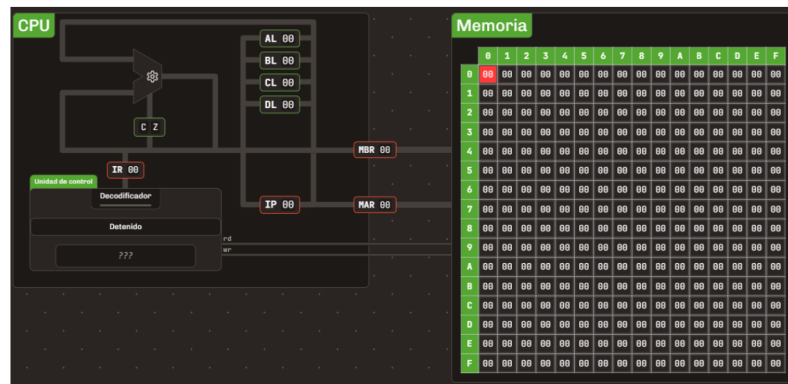 CPU
AL 00
BL 00
CL 00
DL 00
C Z
MBR 00
IR 00
Unidad de control
Decodificador
IP 00
MAR 00
Detenido
rd
wr
???
Memoria
0 1 2 3 4 5 6 7 8 9 A B C D E F
0 00 00 00 00 00 00 00 00 00 00 00 00 00 00 00 00
1 00 00 00 00 00 00 00 00 00 00 00 00 00 00 00 00
2 00 00 00 00 00 00 00 00 00 00 00 00 00 00 00 00
3 00 00 00 00 00 00 00 00 00 00 00 00 00 00 00 00
4 00 00 00 00 00 00 00 00 00 00 00 00 00 00 00 00
5 00 00 00 00 00 00 00 00 00 00 00 00 00 00 00 00
6 00 00 00 00 00 00 00 00 00 00 00 00 00 00 00 00
7 00 00 00 00 00 00 00 00 00 00 00 00 00 00 00 00
8 00 00 00 00 00 00 00 00 00 00 00 00 00 00 00 00
9 00 00 00 00 00 00 00 00 00 00 00 00 00 00 00 00
A 00 00 00 00 00 00 00 00 00 00 00 00 00 00 00 00
B 00 00 00 00 00 00 00 00 00 00 00 00 00 00 00 00
C 00 00 00 00 00 00 00 00 00 00 00 00 00 00 00 00
D 00 00 00 00 00 00 00 00 00 00 00 00 00 00 00 00
E 00 00 00 00 00 00 00 00 00 00 00 00 00 00 00 00
F 00 00 00 00 00 00 00 00 00 00 00 00 00 00 00 00